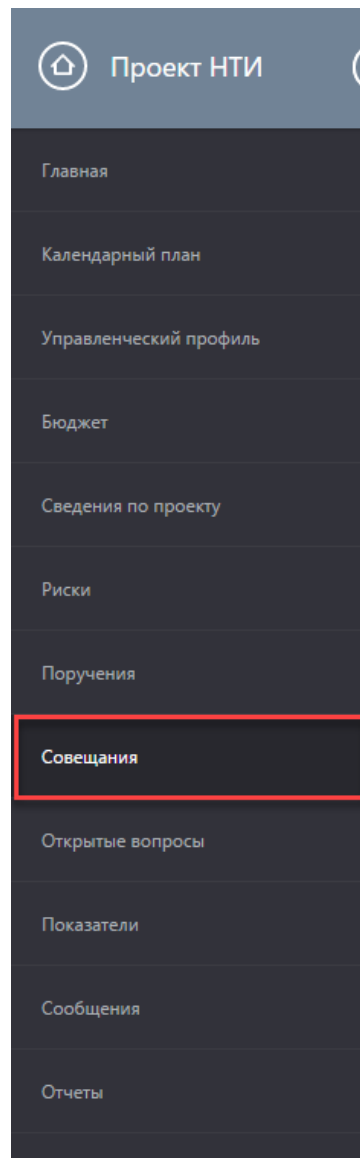 Проект НТИ
Главная
Календарный план
Управленческий профиль
Бюджет
Сведения по проекту
Риски
Поручения
Совещания
Открытые вопросы
Показатели
Сообщения
Отчеты